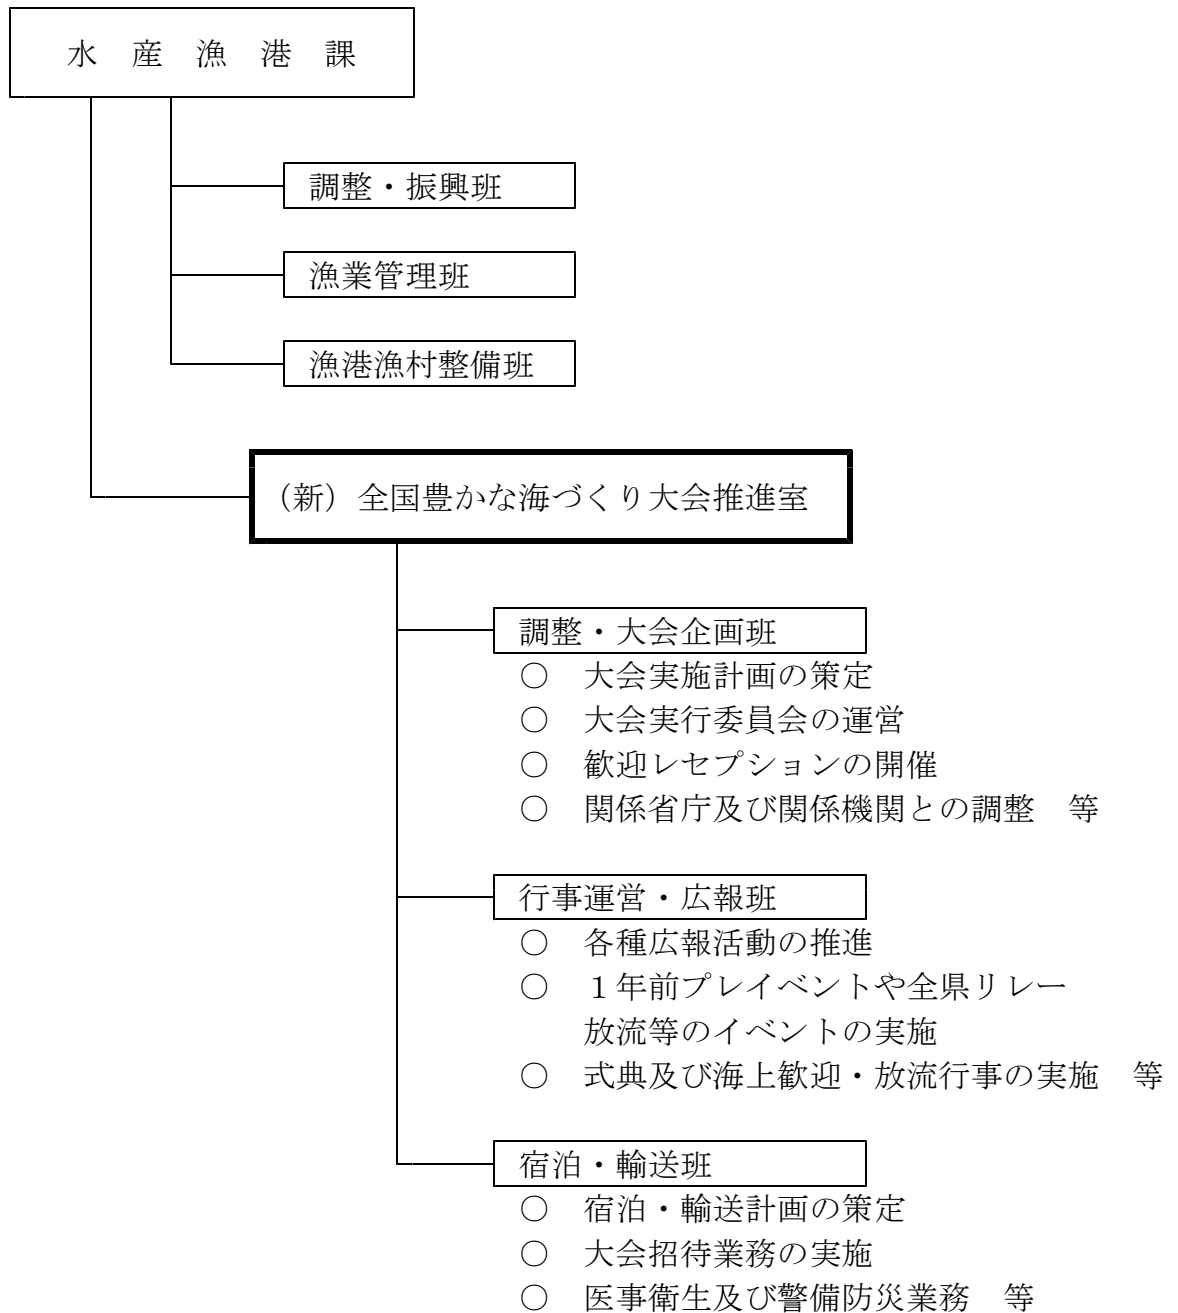 水　産　漁　港　課
調整・振興班
漁業管理班
漁港漁村整備班
（新）全国豊かな海づくり大会推進室
調整・大会企画班
○　大会実施計画の策定
○　大会実行委員会の運営
○　歓迎レセプションの開催
○　関係省庁及び関係機関との調整　等
行事運営・広報班
○　各種広報活動の推進
○　１年前プレイベントや全県リレー
放流等のイベントの実施
○　式典及び海上歓迎・放流行事の実施　等
宿泊・輸送班
○　宿泊・輸送計画の策定
○　大会招待業務の実施
○　医事衛生及び警備防災業務　等